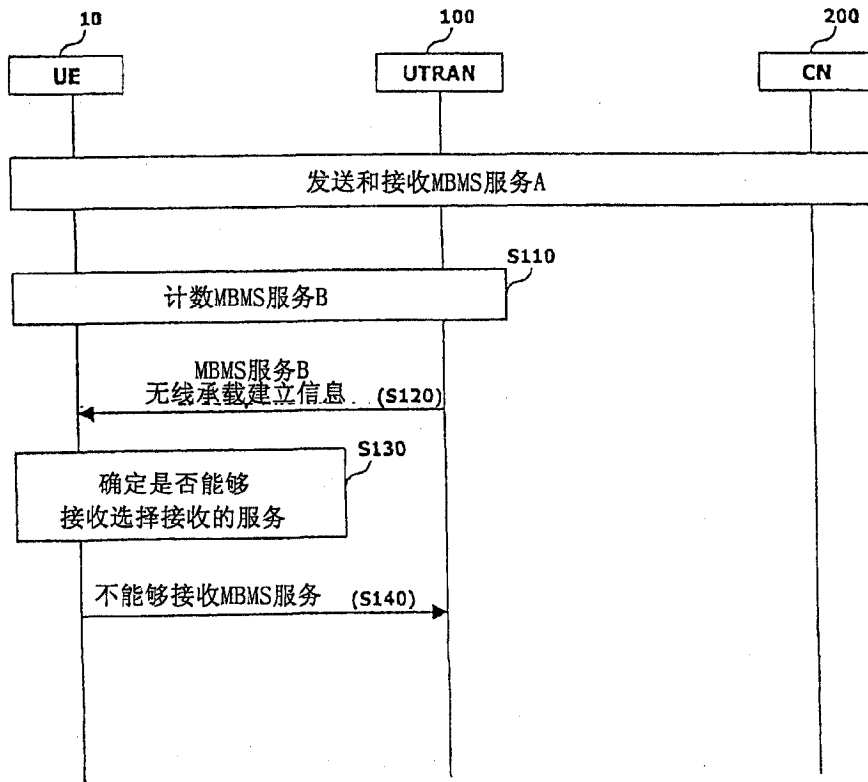 10
100
200
UE
UTRAN
CN
发送和接收MBMS服务A
S110
计数MBMS服务B
MBMS服务B
无线承载建立信息 (S120)
S130
确定是否能够
接收选择接收的服务
不能够接收MBMS服务 (S140)